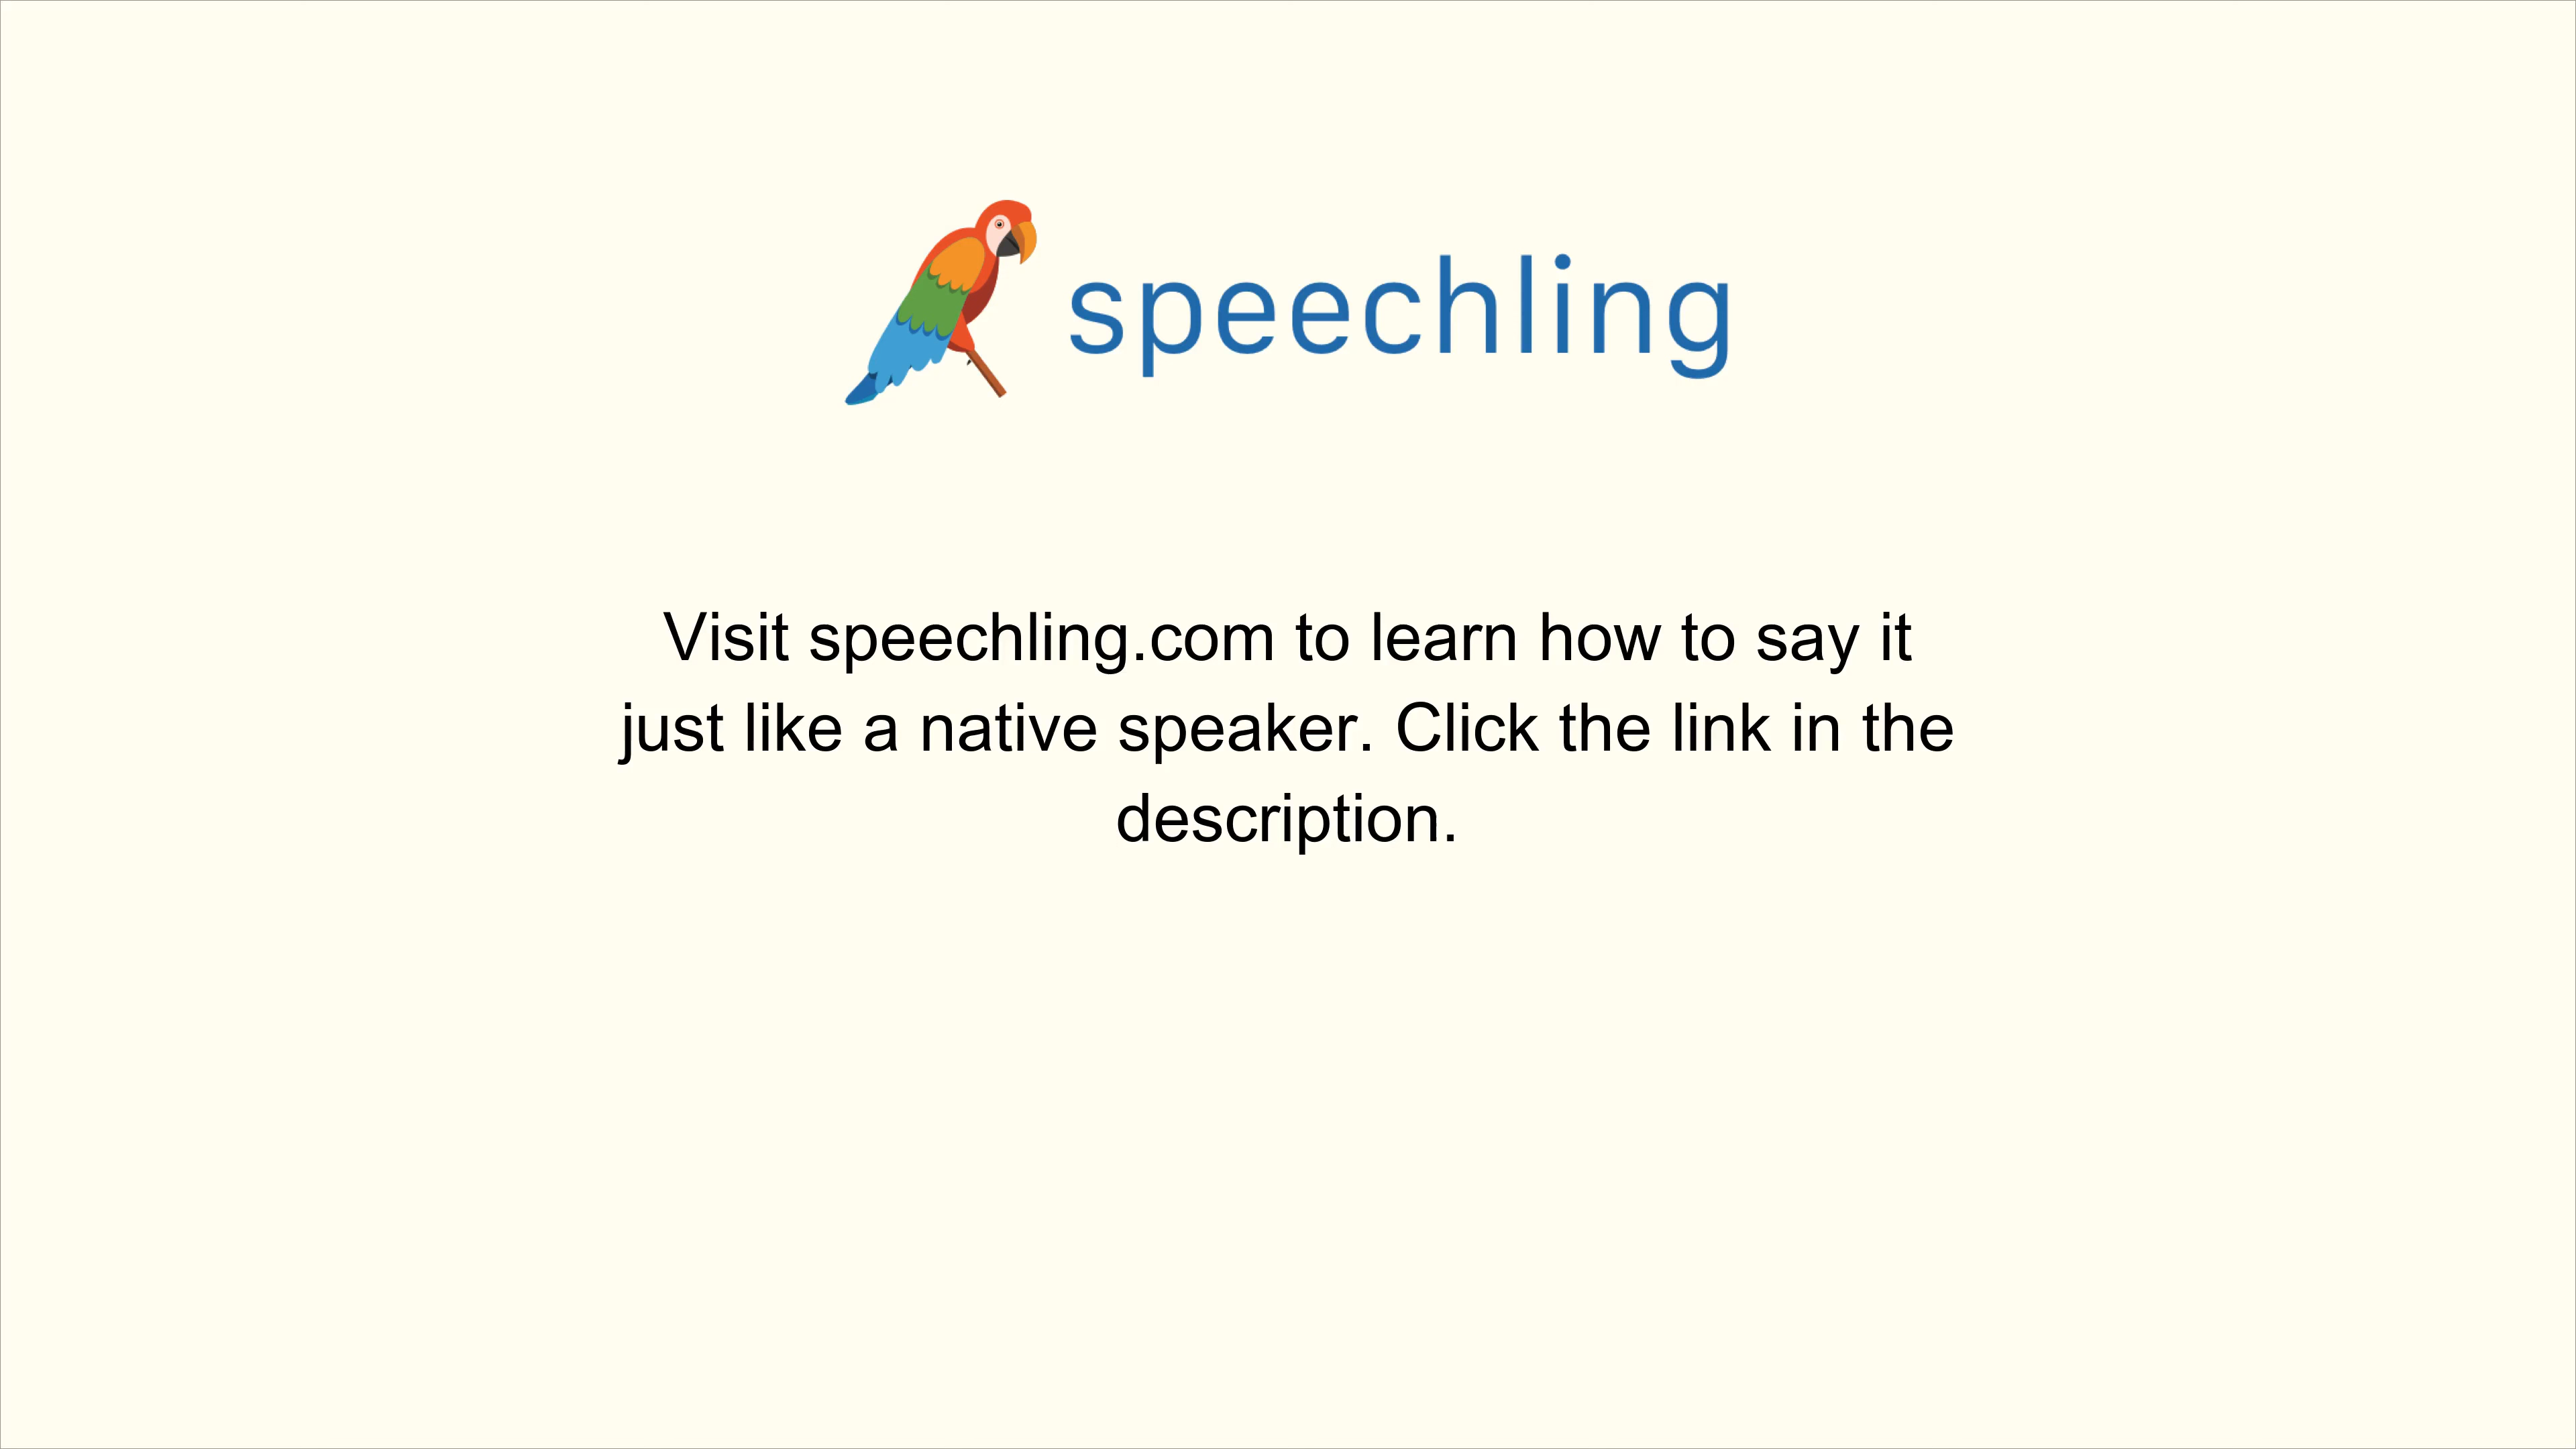 speechling
Visit speechling.com to learn how to say it
just like a native speaker. Click the link in the
description.